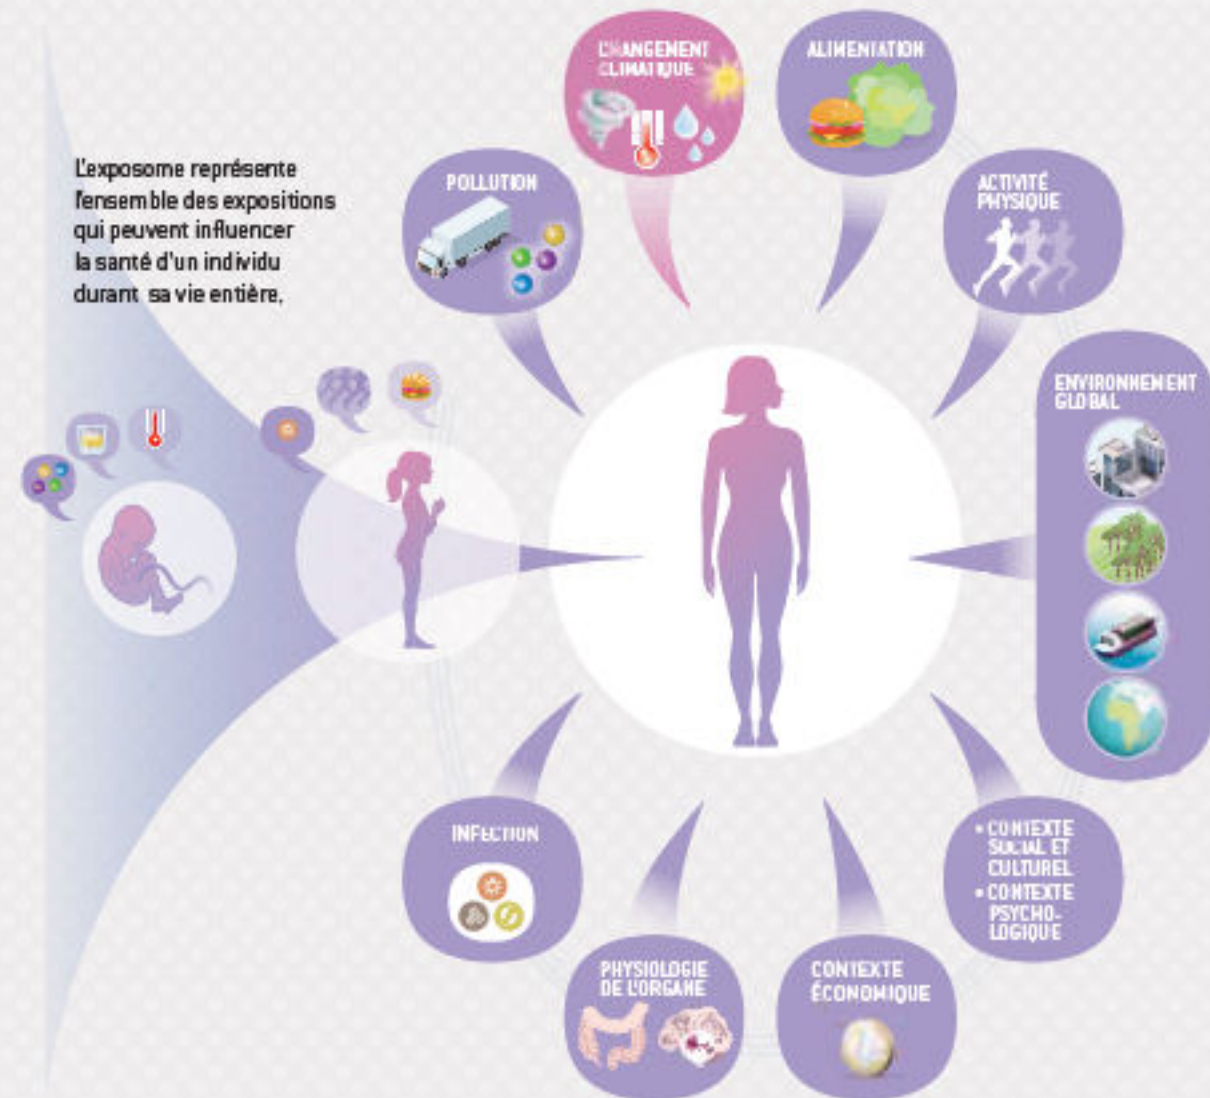 L'exposome représente
l'ensemble des expositions
qui peuvent influencer
la santé d'un individu
durant sa vie entière.
CHANGEMENT
CLIMATIQUE
ALIMENTATION
POLLUTION
ACTIVITÉ
PHYSIQUE
ENVIRONNEMENT
GLOBAL
INFECTION
• CONTEXTE
SOCIAL ET
CULTUREL
• CONTEXTE
PSYCHO-
LOGIQUE
PHYSIOLOGIE
DE L'ORGANE
CONTEXTE
ÉCONOMIQUE